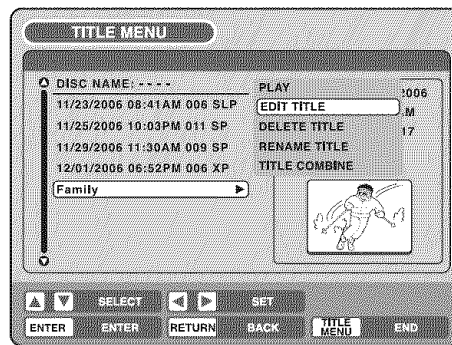 TITLE MENU
DISC NAME: - - - -
11/23/2006 08:41AM 006 SLP
11/25/2006 10:03PM 011 SP
11/29/2006 11:30AM 009 SP
12/01/2006 06:52PM 006 XP
Family
PLAY
EDIT TITLE
DELETE TITLE
RENAME TITLE
TITLE COMBINE
2006
M
17
SELECT
SET
ENTER
ENTER
RETURN
BACK
TITLE MENU
END